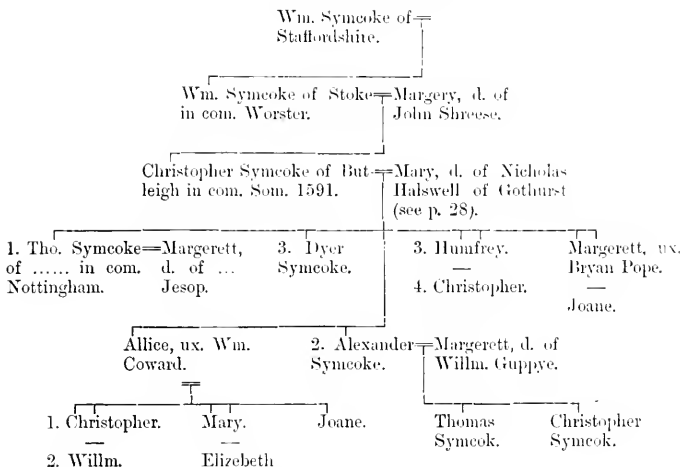 Wm. Symcoke of
Staffordshire.
Wm. Symcoke of Stoke Margery, d. of
in com. Worster. John Shreese.
Christopher Symcoke of But- Mary, d. of Nicholas
leigh in com. Som. 1591. Halswell of Gothurst
(see p. 28).
1. Tho. Symcoke Margerett, 3. Dyer 3. Humfrey. Margerett, ux.
of ...... in com. d. of ... Symcoke. — Bryan Pope.
Nottingham. Jesop. 4. Christopher. —
Joane.
Allice, ux. Wm. 2. Alexander Margerett, d. of
Coward. Symcoke. Willm. Guppye.
1. Christopher. Mary. Joane. Thomas Christopher
— — Symcok. Symcok.
2. Willm. Elizebeth